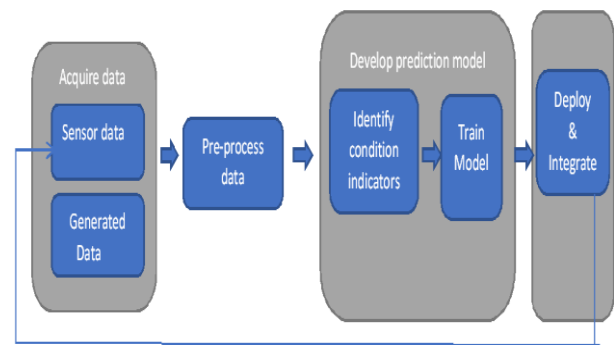 Acquire data
Sensor data
Generated
Data
Pre-process
data
Develop prediction model
Identify
condition
indicators
Train
Model
Deploy
&
Integrate